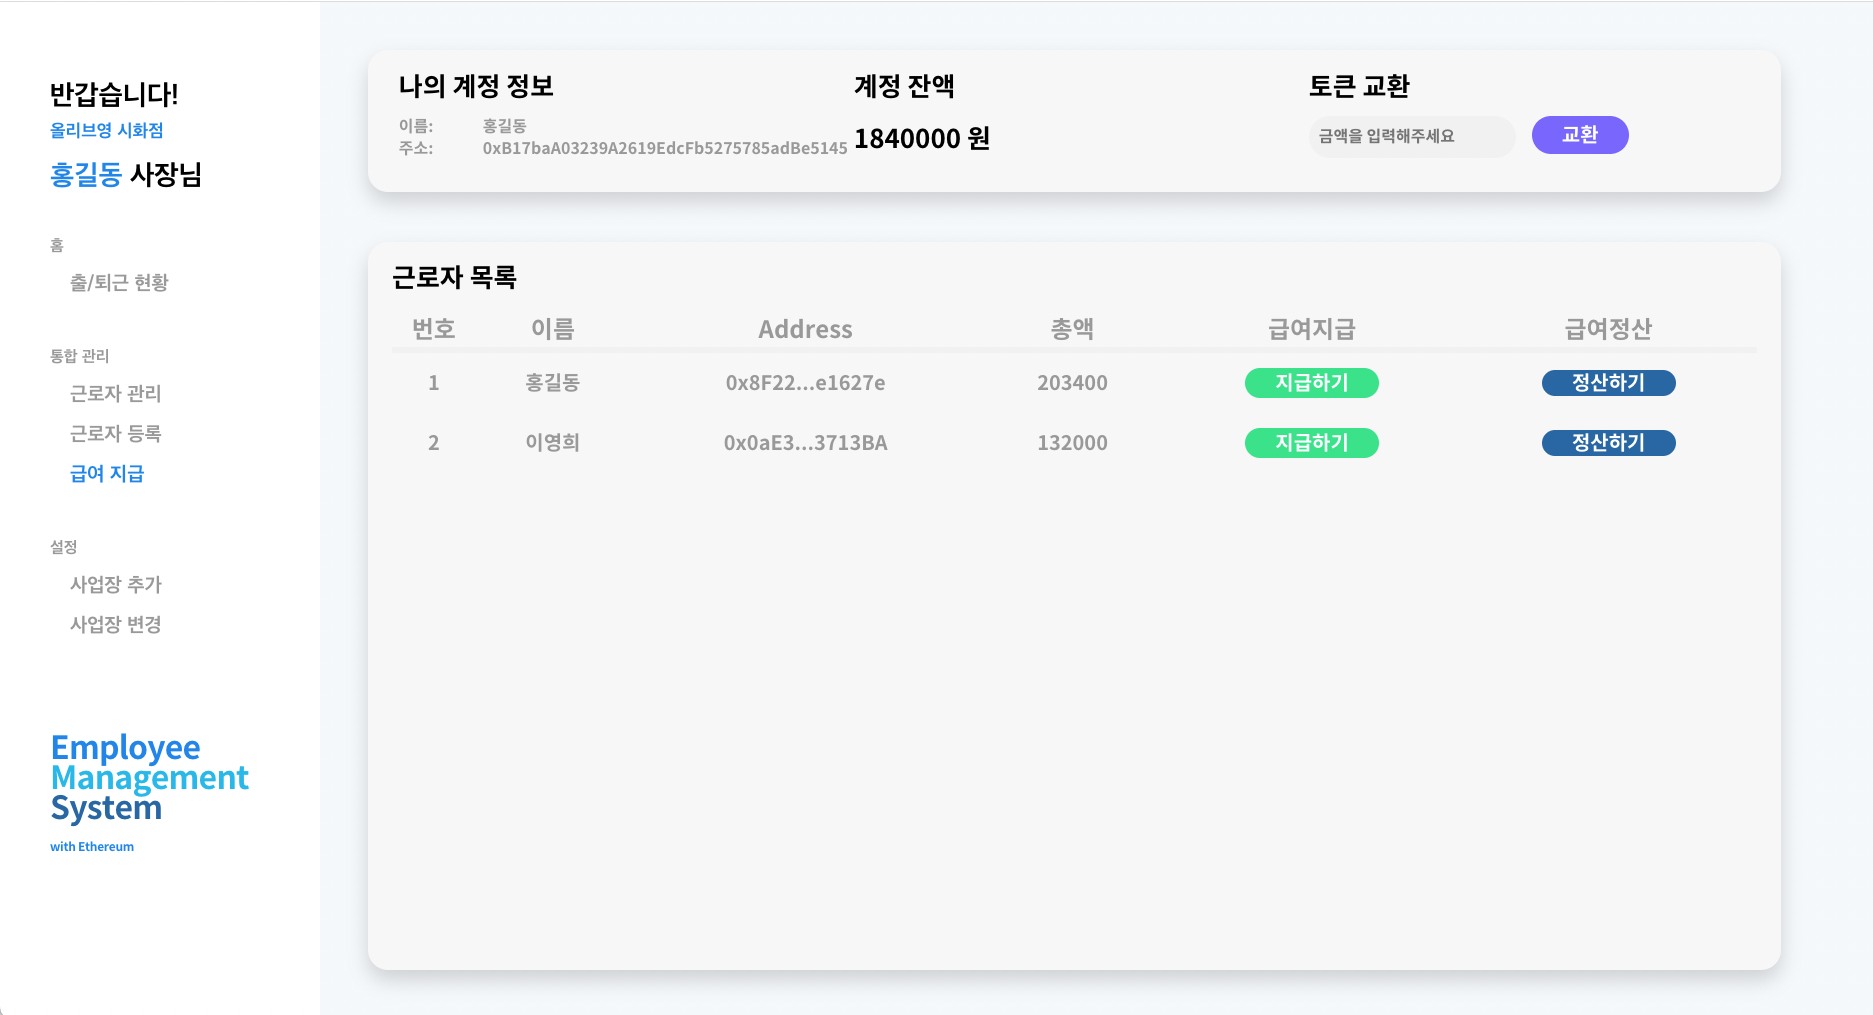 반갑습니다!
올리브영 시화점
홍길동 사장님
홈
출/퇴근 현황
통합 관리
근로자 관리
근로자 등록
급여 지급
설정
사업장 추가
사업장 변경
Employee
Management
System
with Ethereum
나의 계정 정보
이름: 홍길동
주소: 0xB17baA03239A2619EdcFb5275785adBe5145
계정 잔액
1840000 원
토큰 교환
금액을 입력해주세요 교환
근로자 목록
번호 이름 Address 총액 급여지급 급여정산
1 홍길동 0x8F22...e1627e 203400 지급하기 정산하기
2 이영희 0x0aE3...3713BA 132000 지급하기 정산하기